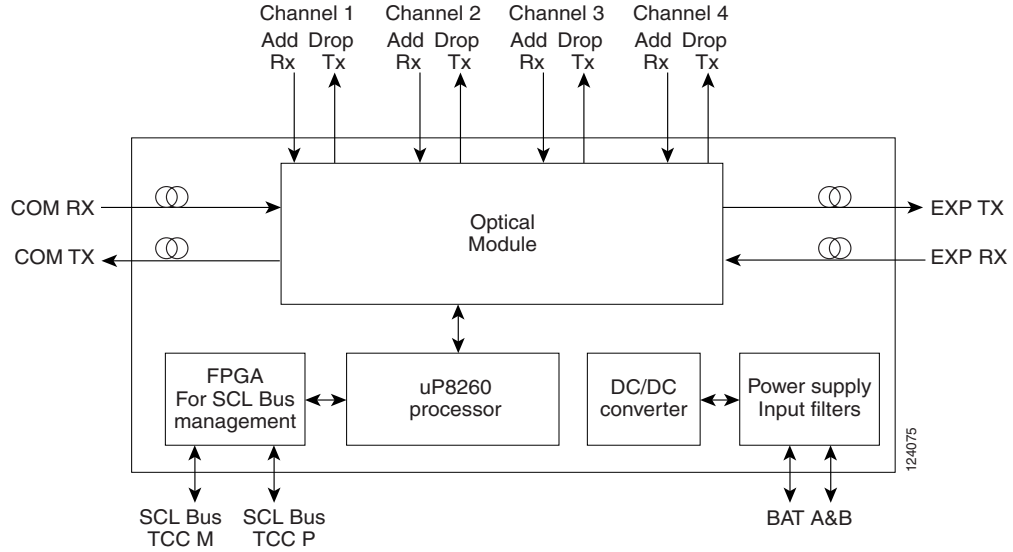 Channel 1 Channel 2 Channel 3 Channel 4
Add Drop Add Drop Add Drop Add Drop
Rx Tx Rx Tx Rx Tx Rx Tx
COM RX
COM TX
Optical
Module
EXP TX
EXP RX
FPGA
For SCL Bus
management
uP8260
processor
DC/DC
converter
Power supply
Input filters
124075
SCL Bus
TCC M
SCL Bus
TCC P
BAT A&B